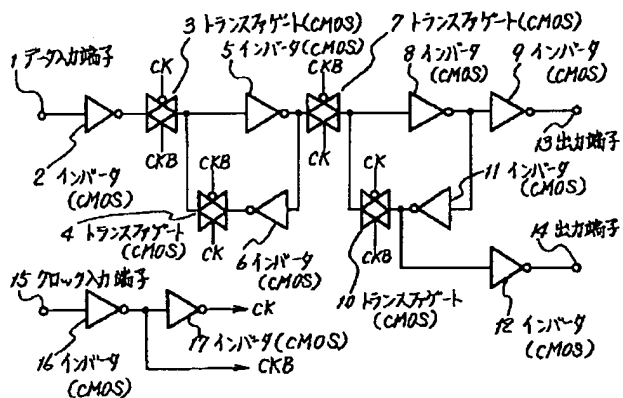 3 トランスファゲート(CMOS)
5 インバータ(CMOS)
7 トランスファゲート(CMOS)
8 インバータ
(CMOS)
9 インバータ
(CMOS)
1 データ入力端子
CK
CKB
CKB
CK
13 出力端子
2 インバータ
(CMOS)
CKB
CK
CK
CKB
11 インバータ
(CMOS)
4 トランスファゲート
(CMOS)
6 インバータ
(CMOS)
14 出力端子
10 トランスファゲート
(CMOS)
12 インバータ
(CMOS)
15 クロック入力端子
CK
17 インバータ(CMOS)
CKB
16 インバータ
(CMOS)